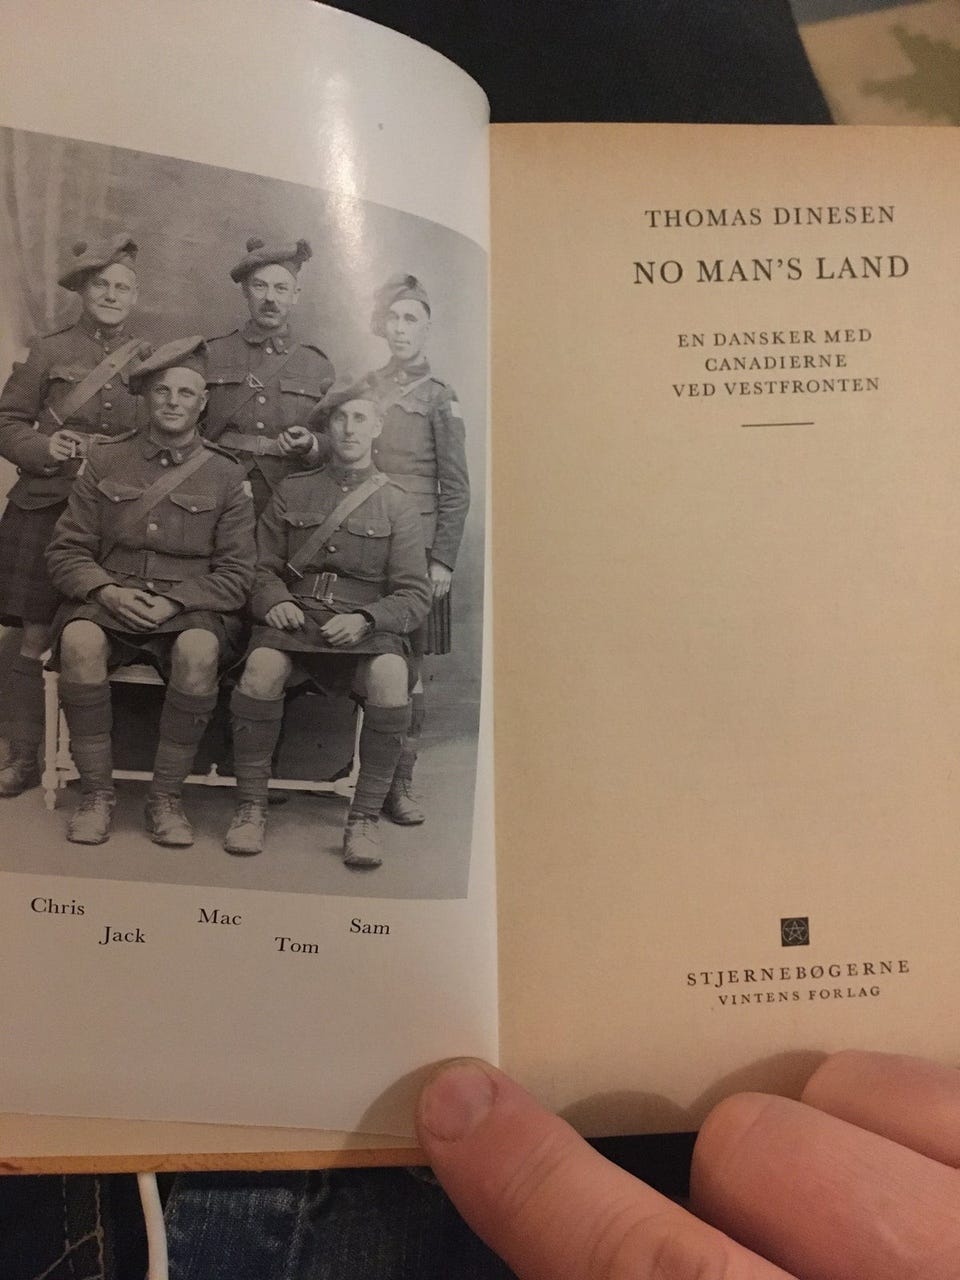 Chris Mac Sam
Jack Tom
THOMAS DINESEN
NO MAN'S LAND
EN DANSKER MED
CANADIERNE
VED VESTFRONTEN
STJERNEBØGERNE
VINTENS FORLAG